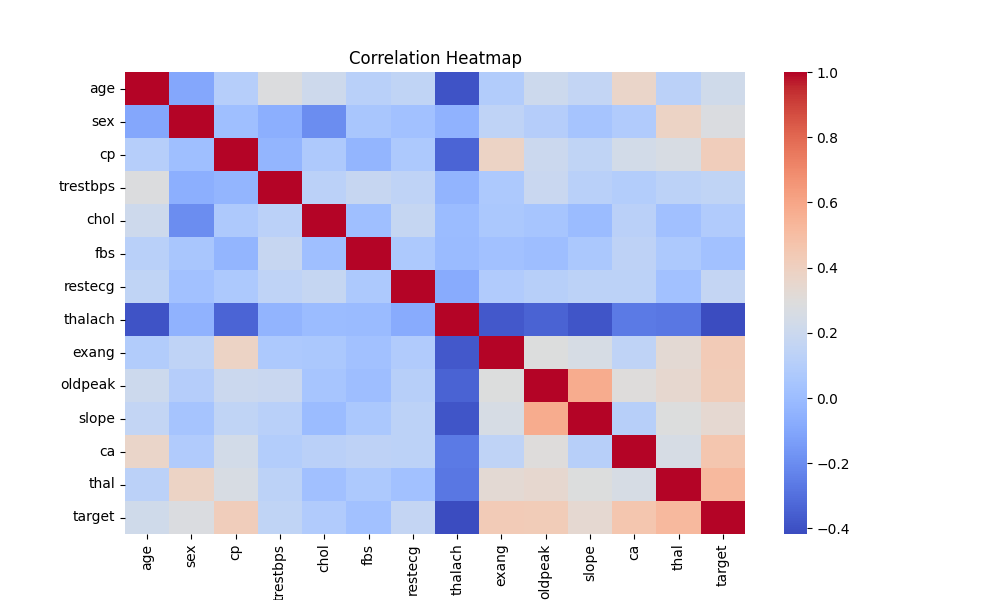 Correlation Heatmap
age
sex
cp
trestbps
chol
fbs
restecg
thalach
exang
oldpeak
slope
ca
thal
target
age
sex
cp
trestbps
chol
fbs
restecg
thalach
exang
oldpeak
slope
ca
thal
target
1.0
0.8
0.6
0.4
0.2
0.0
−0.2
−0.4